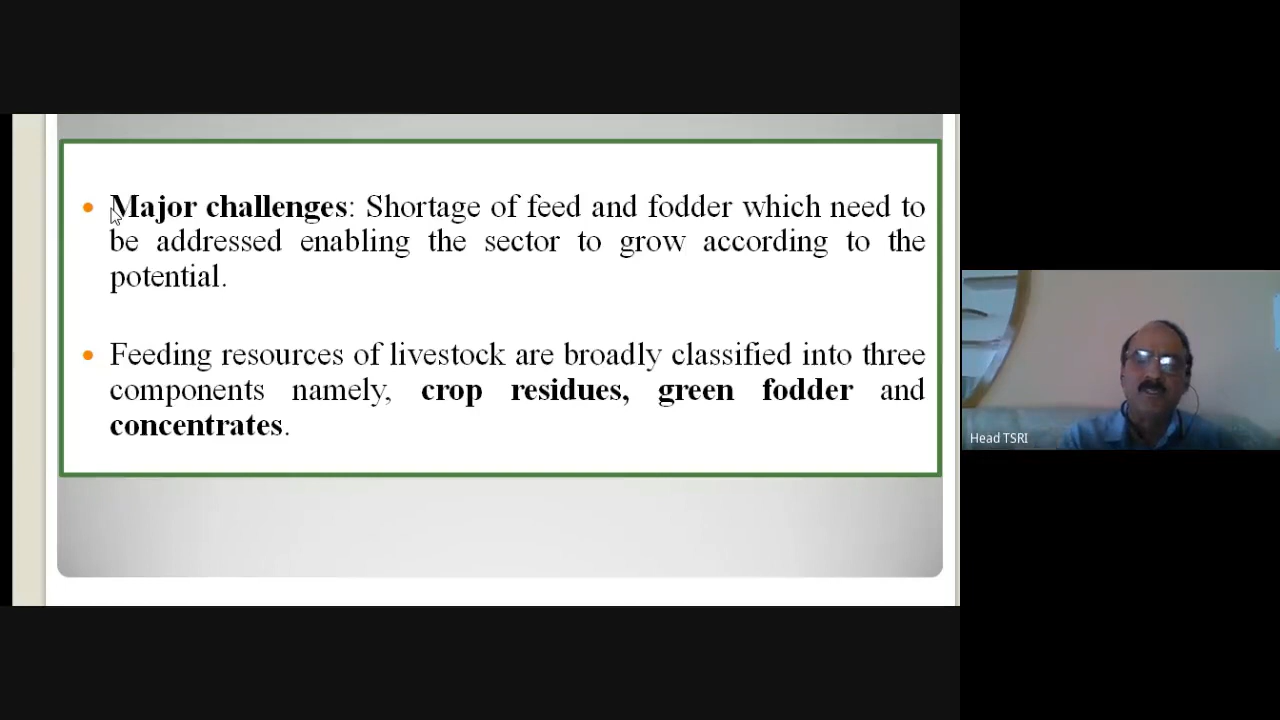 • Major challenges: Shortage of feed and fodder which need to
be addressed enabling the sector to grow according to the
potential.
• Feeding resources of livestock are broadly classified into three
components namely, crop residues, green fodder and
concentrates.
Head TSRI